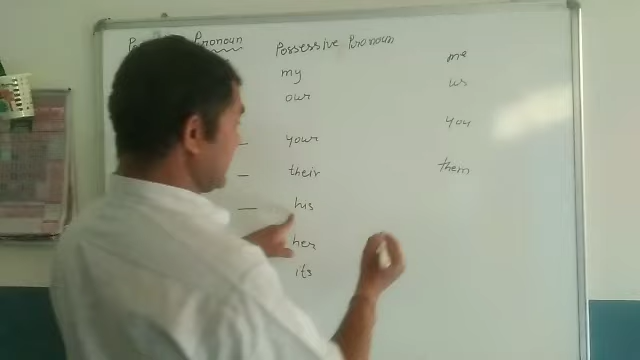 Pronoun Possessive Pronoun
my me
our us
your you
their them
his
her
its